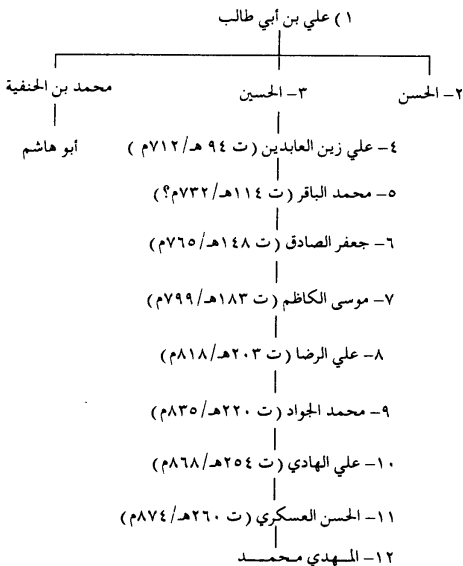 ١) علي بن أبي طالب
٢- الحسن ٣- الحسين محمد بن الحنفية
أبو هاشم
٤- علي زين العابدين (ت ٩٤ هـ/٧١٢م )
٥- محمد الباقر (ت ١١٤هـ/٧٣٢م؟)
٦- جعفر الصادق (ت ١٤٨هـ/٧٦٥م)
٧- موسى الكاظم (ت ١٨٣هـ/٧٩٩م)
٨- علي الرضا (ت ٢٠٣هـ/٨١٨م)
٩- محمد الجواد (ت ٢٢٠هـ/٨٣٥م)
١٠- علي الهادي (ت ٢٥٤هـ/٨٦٨م)
١١- الحسن العسكري (ت ٢٦٠هـ/٨٧٤م)
١٢- المهدي محمد